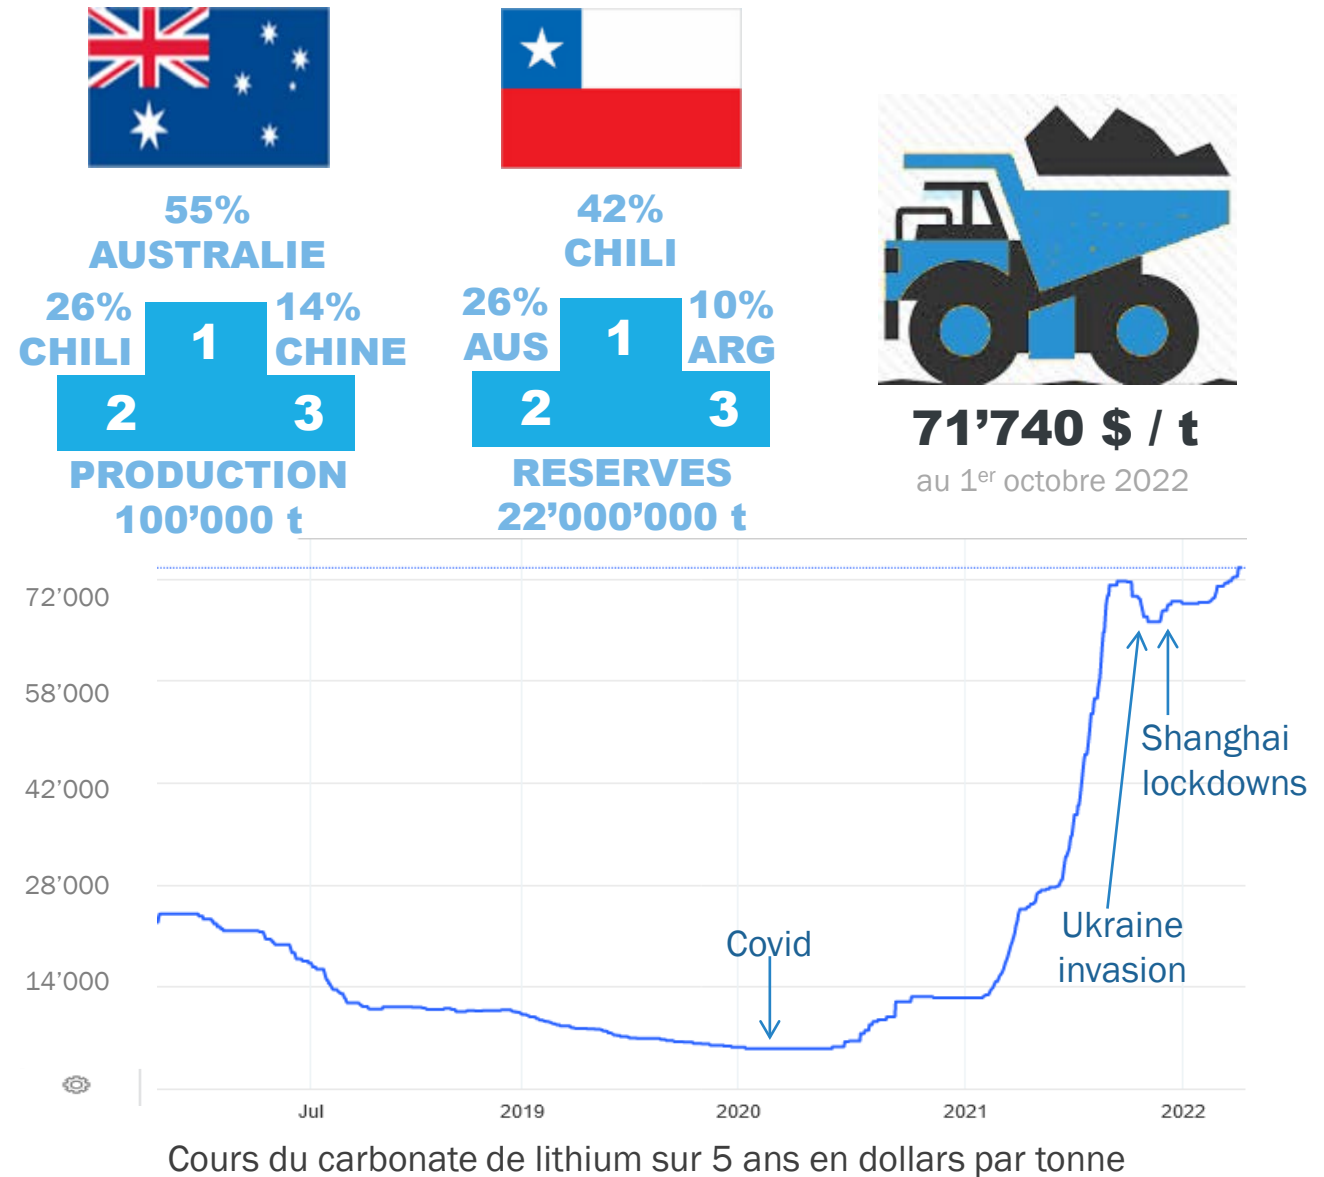 55%
AUSTRALIE
26%
CHILI
1
14%
CHINE
2
3
PRODUCTION
100’000 t
42%
CHILI
26%
AUS
1
10%
ARG
2
3
RESERVES
22’000’000 t
71’740 $ / t
au 1er octobre 2022
72’000
58’000
42’000
28’000
14’000
Shanghai
lockdowns
Ukraine
invasion
Covid
Jul
2019
2020
2021
2022
Cours du carbonate de lithium sur 5 ans en dollars par tonne